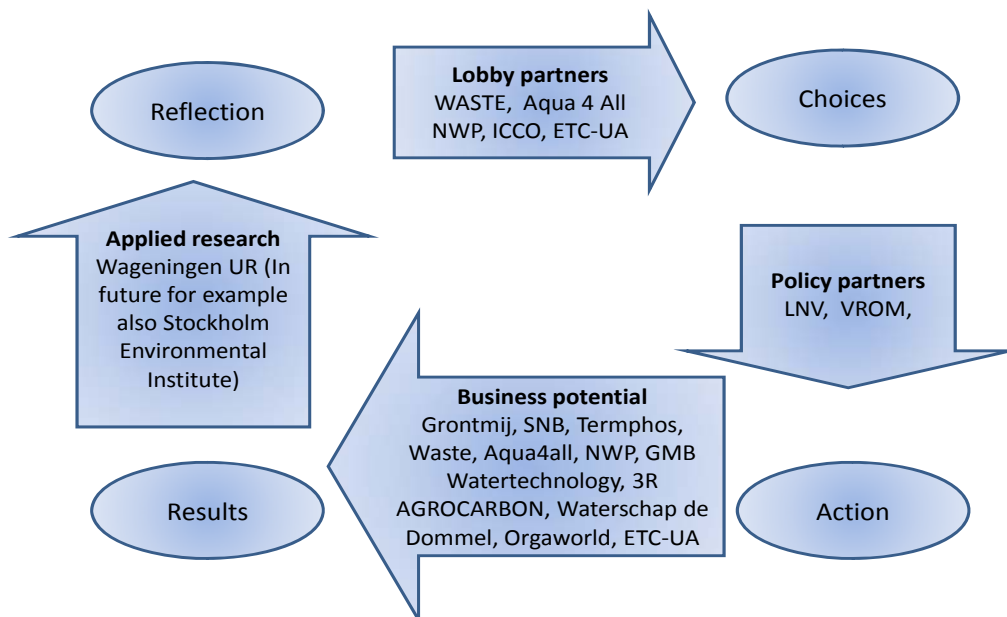 Reflection
Lobby partners
WASTE, Aqua 4 All
NWP, ICCO, ETC-UA
Choices
Policy partners
LNV, VROM,
Action
Business potential
Grontmij, SNB, Termphos,
Waste, Aqua4all, NWP, GMB
Watertechnology, 3R
AGROCARBON, Waterschap de
Dommel, Orgaworld, ETC-UA
Results
Applied research
Wageningen UR (In
future for example
also Stockholm
Environmental
Institute)